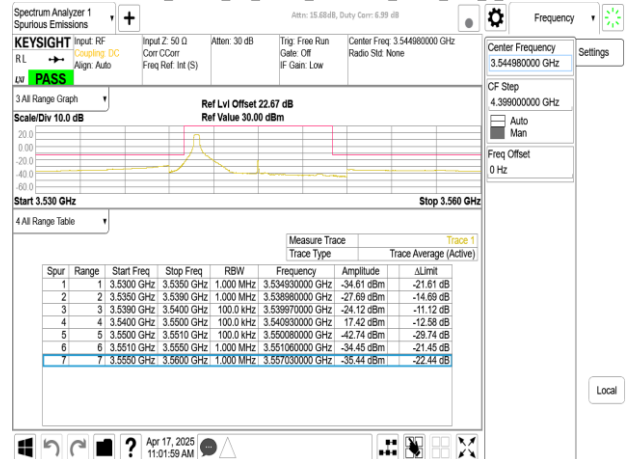 Spectrum Analyzer 1
Spurious Emissions
+
Attn: 15.68dB, Duty Corr: 6.99 dB
Frequency
KEYSIGHT
RL
LXI
PASS
Input: RF
Coupling: DC
Align: Auto
Input Z: 50 Ω
Corr CCorr
Freq Ref: Int (S)
Atten: 30 dB
Trig: Free Run
Gate: Off
IF Gain: Low
Center Freq: 3.544980000 GHz
Radio Std: None
Center Frequency
3.544980000 GHz
Settings
CF Step
4.399000000 GHz
Auto
Man
Freq Offset
0 Hz
3 All Range Graph
Scale/Div 10.0 dB
Ref Lvl Offset 22.67 dB
Ref Value 30.00 dBm
20.0
0.00
-20.0
-40.0
-60.0
Start 3.530 GHz
Stop 3.560 GHz
4 All Range Table
Measure Trace Trace 1
Trace Type Trace Average (Active)
Spur Range Start Freq Stop Freq RBW Frequency Amplitude ΔLimit
1 1 3.5300 GHz 3.5350 GHz 1.000 MHz 3.534930000 GHz -34.61 dBm -21.61 dB
2 2 3.5350 GHz 3.5390 GHz 1.000 MHz 3.538980000 GHz -27.69 dBm -14.69 dB
3 3 3.5390 GHz 3.5400 GHz 100.0 kHz 3.539970000 GHz -24.12 dBm -11.12 dB
4 4 3.5400 GHz 3.5500 GHz 100.0 kHz 3.540930000 GHz 17.42 dBm -12.58 dB
5 5 3.5500 GHz 3.5510 GHz 100.0 kHz 3.550080000 GHz -42.74 dBm -29.74 dB
6 6 3.5510 GHz 3.5550 GHz 1.000 MHz 3.551060000 GHz -34.45 dBm -21.45 dB
7 7 3.5550 GHz 3.5600 GHz 1.000 MHz 3.557030000 GHz -35.44 dBm -22.44 dB
Local
?
Apr 17, 2025
11:01:59 AM